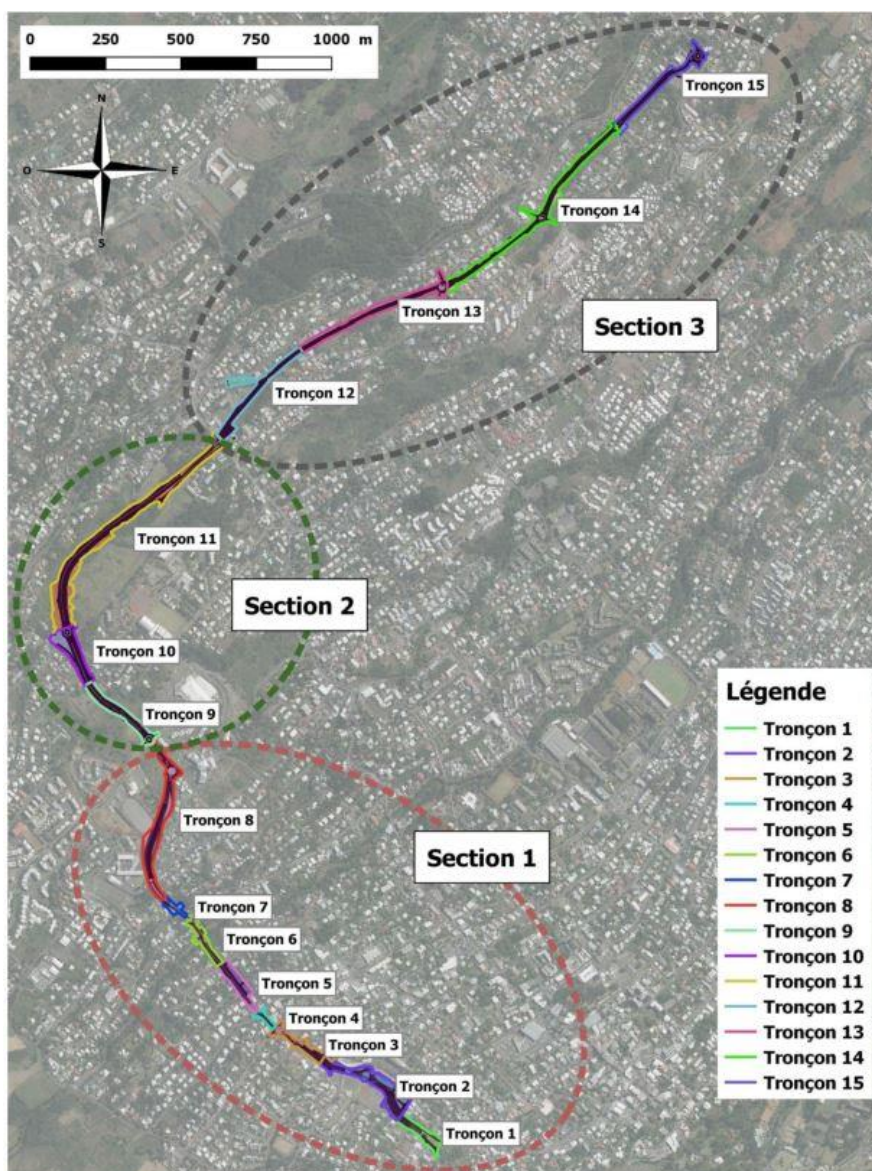 0 250 500 750 1000 m
N
O E
S
Tronçon 15
Tronçon 14
Tronçon 13
Section 3
Tronçon 12
Tronçon 11
Section 2
Tronçon 10
Tronçon 9
Tronçon 8
Section 1
Tronçon 7
Tronçon 6
Tronçon 5
Tronçon 4
Tronçon 3
Tronçon 2
Tronçon 1
Légende
Tronçon 1
Tronçon 2
Tronçon 3
Tronçon 4
Tronçon 5
Tronçon 6
Tronçon 7
Tronçon 8
Tronçon 9
Tronçon 10
Tronçon 11
Tronçon 12
Tronçon 13
Tronçon 14
Tronçon 15